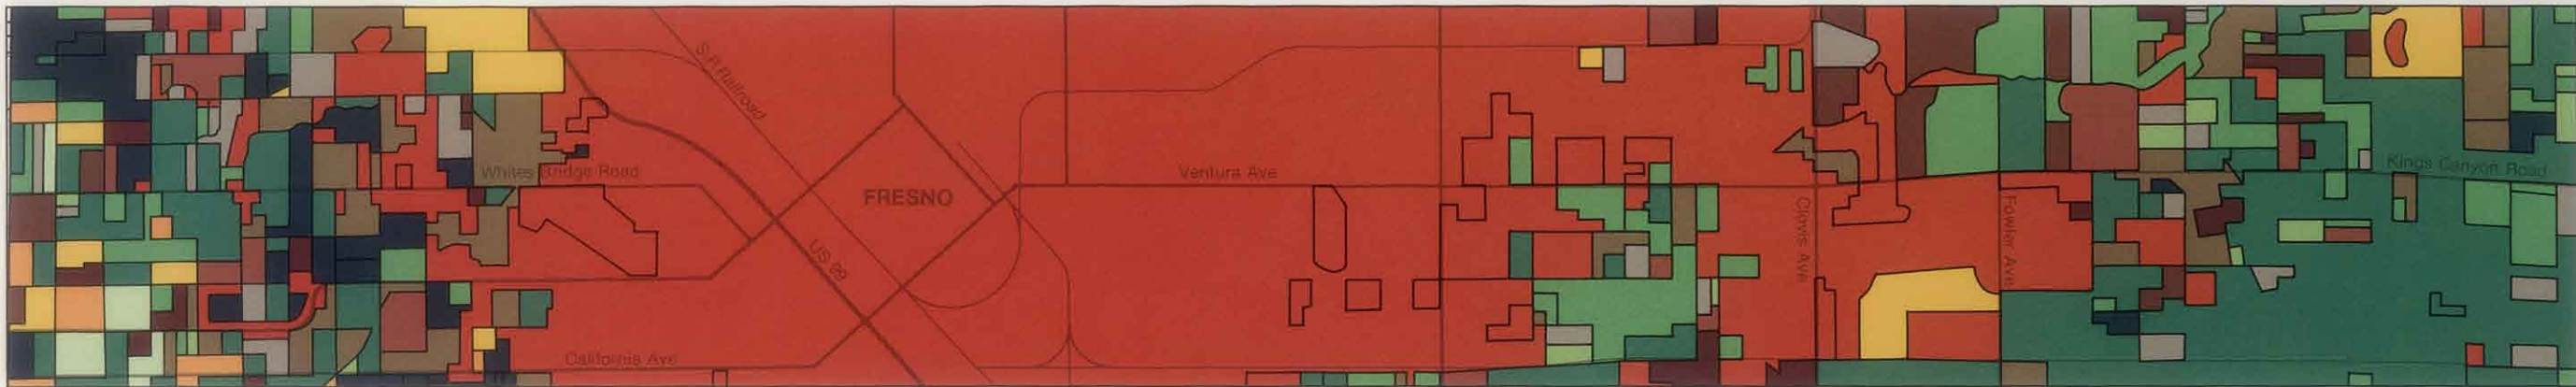 S P Railroad
Whites Bridge Road
FRESNO
Ventura Ave
Kings Canyon Road
Clovis Ave
Fowler Ave
US 99
California Ave